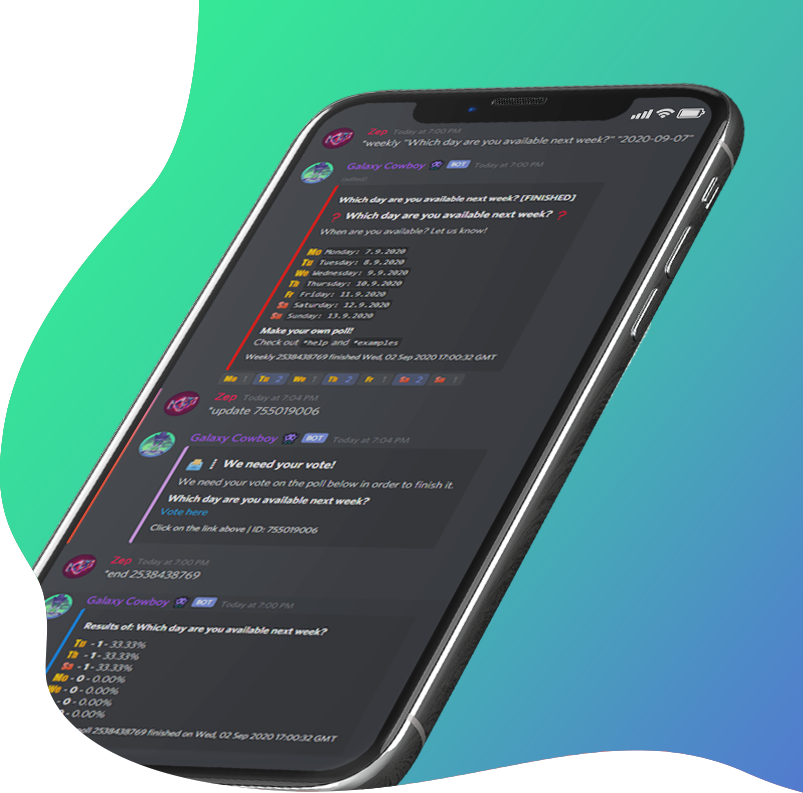 Zep Today at 7:00 PM
*weekly "Which day are you available next week?" "2020-09-07"
Galaxy Cowboy BOT Today at 7:00 PM
Which day are you available next week? [FINISHED]
❓ Which day are you available next week? ❓
When are you available? Let us know!
Mo Monday: 7.9.2020
Tu Tuesday: 8.9.2020
We Wednesday: 9.9.2020
Th Thursday: 10.9.2020
Fr Friday: 11.9.2020
Sa Saturday: 12.9.2020
Su Sunday: 13.9.2020
Make your own poll!
Check out *help and *examples
Weekly 2538438769 finished Wed, 02 Sep 2020 17:00:32 GMT
Mo 1 Tu 2 We 1 Th 2 Fr 1 Sa 2 Su 1
Zep Today at 7:04 PM
*update 755019006
Galaxy Cowboy BOT Today at 7:04 PM
We need your vote!
We need your vote on the poll below in order to finish it.
Which day are you available next week?
Vote here
Click on the link above | ID: 755019006
Zep Today at 7:00 PM
*end 2538438769
Galaxy Cowboy BOT Today at 7:00 PM
Results of: Which day are you available next week?
Tu - 1 - 33.33%
Th - 1 - 33.33%
Sa - 1 - 33.33%
Mo - 0 - 0.00%
We - 0 - 0.00%
- 0 - 0.00%
- 0 - 0.00%
poll 2538438769 finished on Wed, 02 Sep 2020 17:00:32 GMT